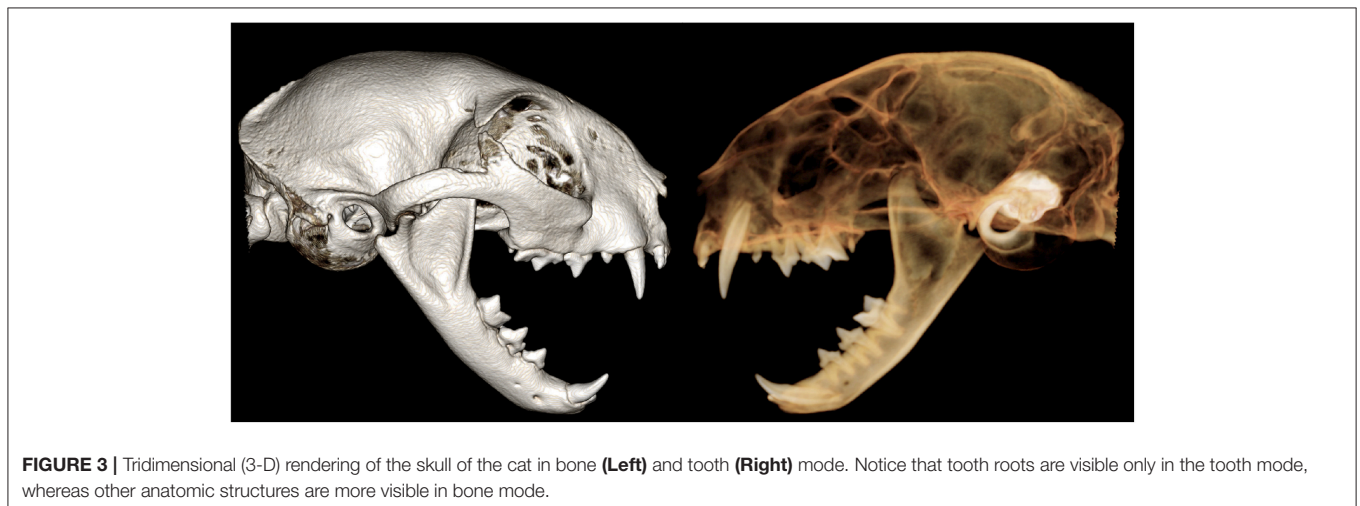 FIGURE 3 | Tridimensional (3-D) rendering of the skull of the cat in bone (Left) and tooth (Right) mode. Notice that tooth roots are visible only in the tooth mode,
whereas other anatomic structures are more visible in bone mode.